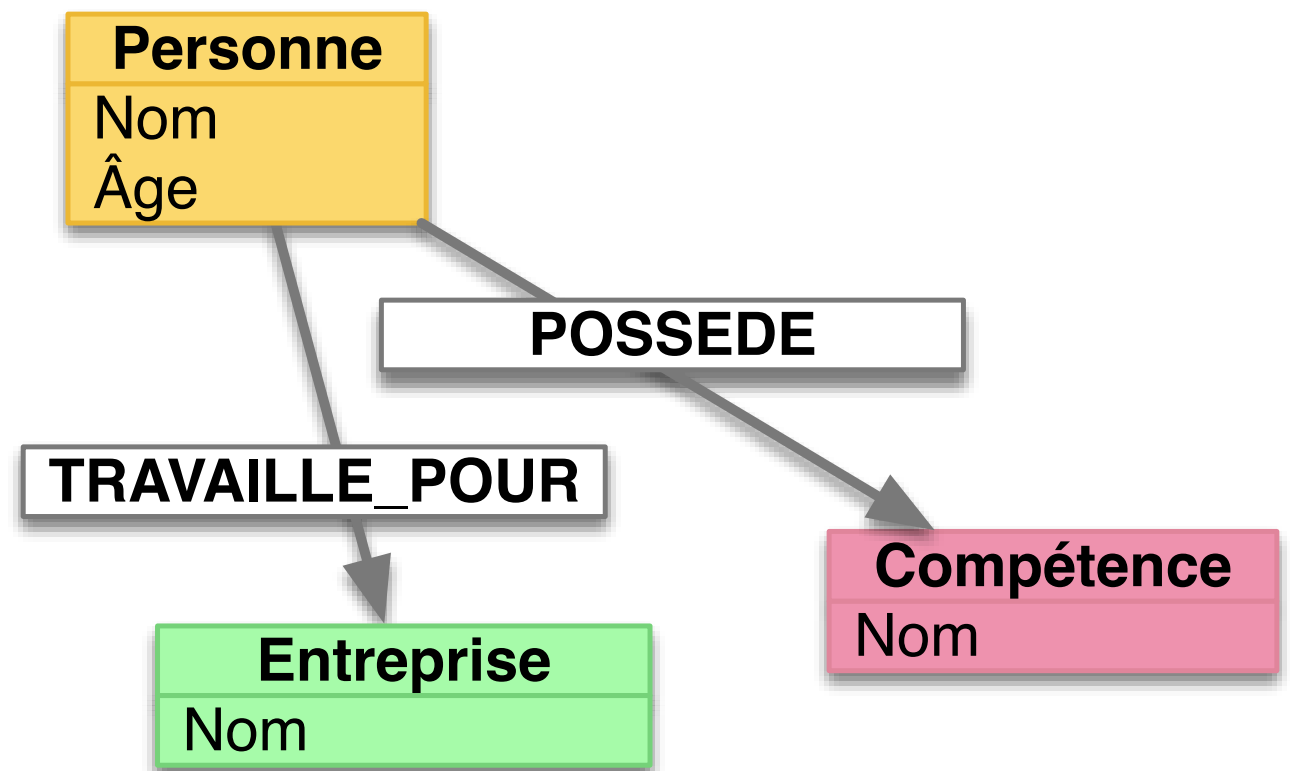 Personne
Nom
Âge
POSSEDE
TRAVAILLE_POUR
Compétence
Nom
Entreprise
Nom